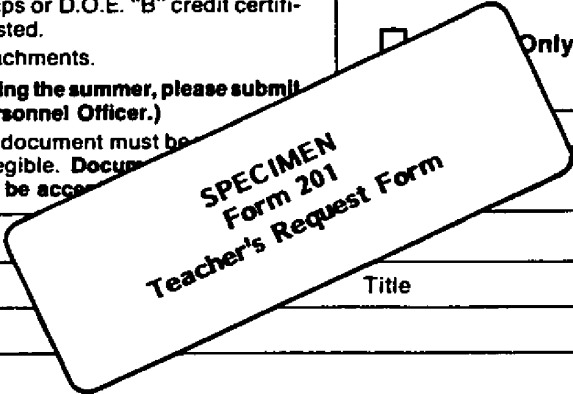 cps or D.O.E. "B" credit certifi-
sted.
achments.
ing the summer, please submit
sonnel Officer.)
document must be
egible. Docum
be acce
Only
SPECIMEN
Form 201
Teacher's Request Form
Title